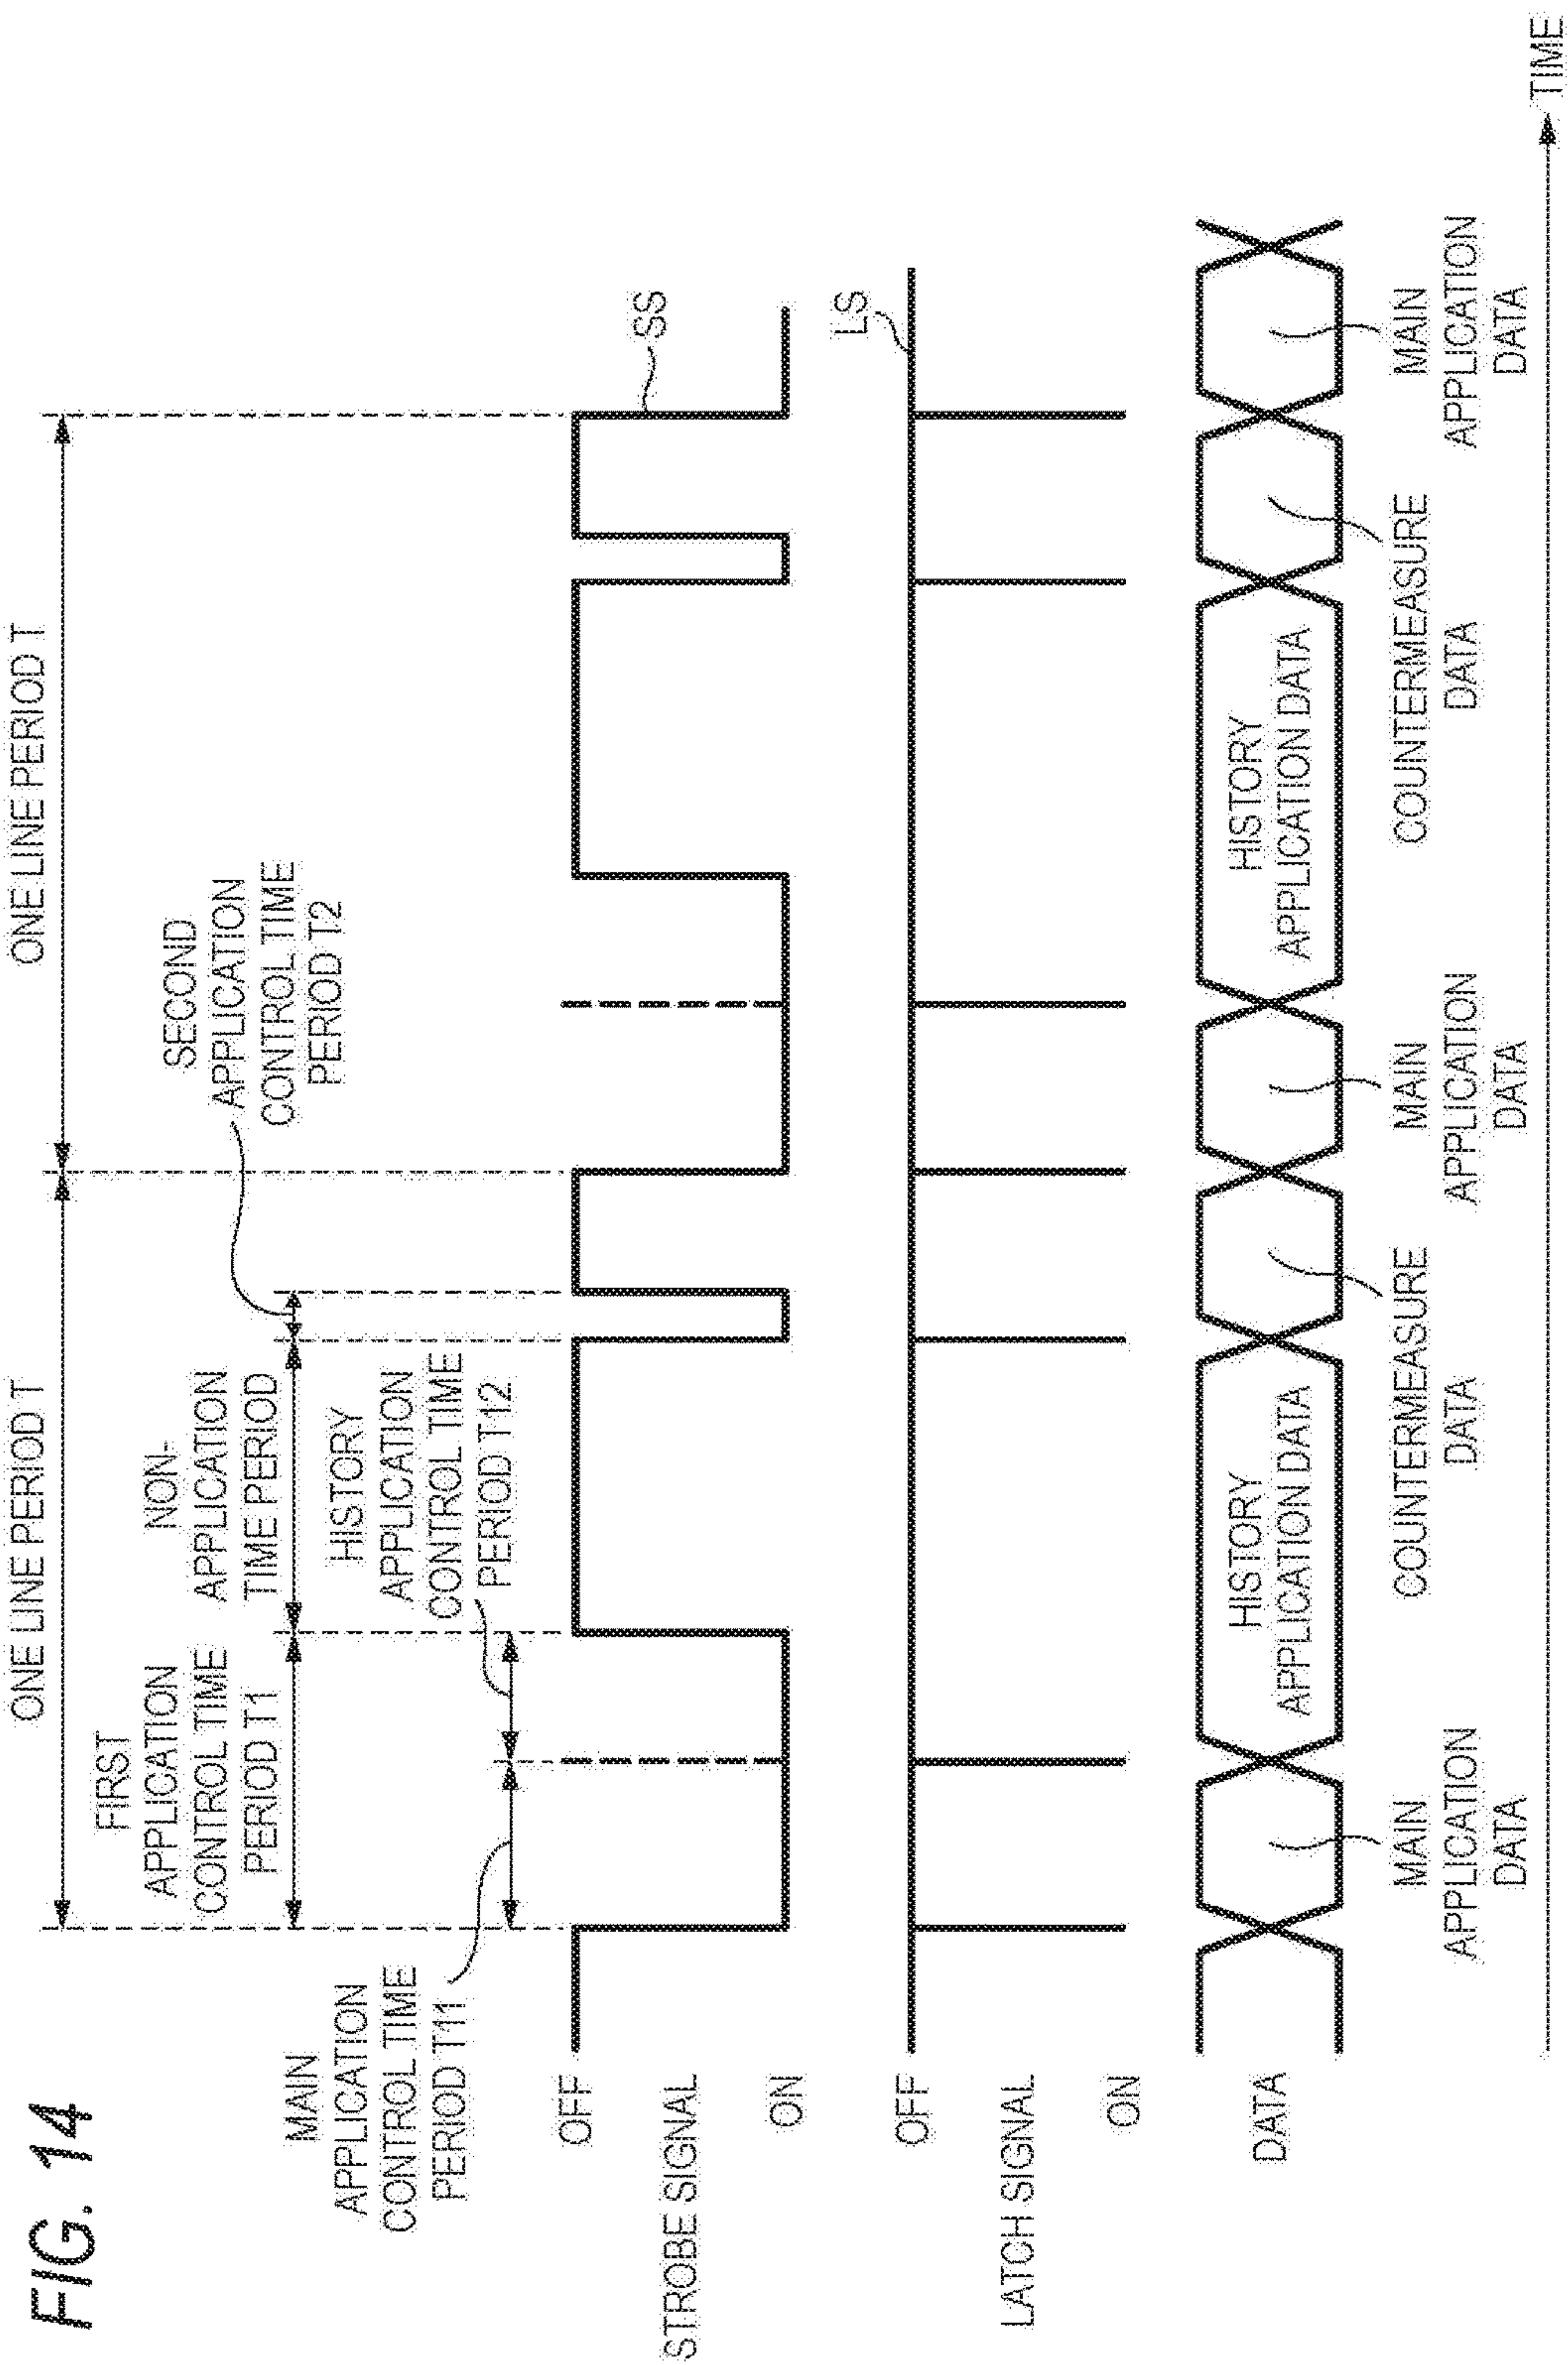 FIG. 14
ONE LINE PERIOD T
ONE LINE PERIOD T
FIRST
APPLICATION
CONTROL TIME
PERIOD T1
NON-
APPLICATION
TIME PERIOD
SECOND
APPLICATION
CONTROL TIME
PERIOD T2
MAIN
APPLICATION
CONTROL TIME
PERIOD T11
HISTORY
APPLICATION
CONTROL TIME
PERIOD T12
OFF
STROBE SIGNAL
ON
SS
OFF
LATCH SIGNAL
ON
LS
DATA
HISTORY
APPLICATION DATA
HISTORY
APPLICATION DATA
MAIN
APPLICATION
DATA
COUNTERMEASURE
DATA
MAIN
APPLICATION
DATA
COUNTERMEASURE
DATA
MAIN
APPLICATION
DATA
TIME